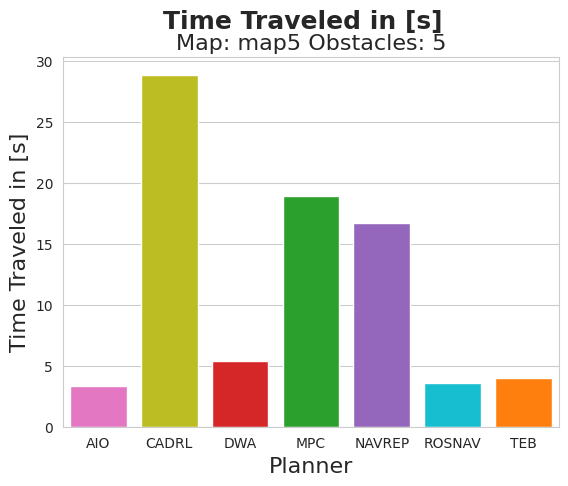 Time Traveled in [s]
Map: map5 Obstacles: 5
Time Traveled in [s]
30
25
20
15
10
5
0
AIO CADRL DWA MPC NAVREP ROSNAV TEB
Planner